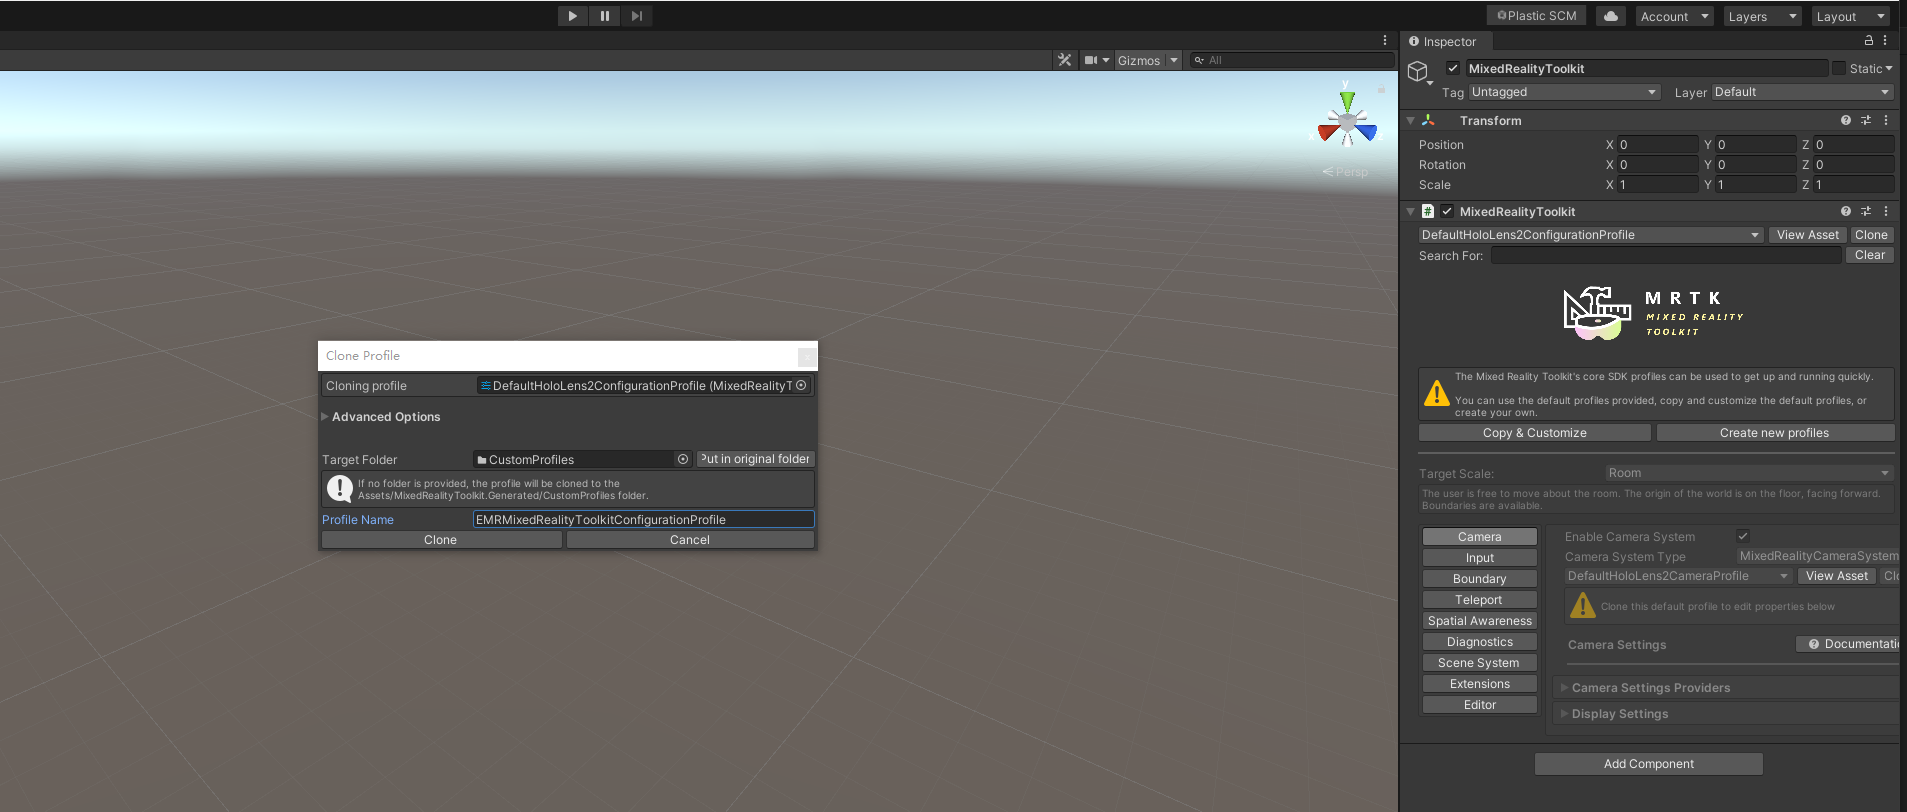 Plastic SCM
Account
Layers
Layout
Inspector
Gizmos
All
MixedRealityToolkit
Static
Tag
Untagged
Layer
Default
y
x
Persp
Transform
Position X 0 Y 0 Z 0
Rotation X 0 Y 0 Z 0
Scale X 1 Y 1 Z 1
MixedRealityToolkit
DefaultHoloLens2ConfigurationProfile
View Asset
Clone
Search For:
Clear
MRTK
MIXED REALITY
TOOLKIT
The Mixed Reality Toolkit's core SDK profiles can be used to get up and running quickly.
You can use the default profiles provided, copy and customize the default profiles, or
create your own.
Copy & Customize
Create new profiles
Target Scale:
Room
The user is free to move about the room. The origin of the world is on the floor, facing forward.
Boundaries are available.
Camera
Input
Boundary
Teleport
Spatial Awareness
Diagnostics
Scene System
Extensions
Editor
Enable Camera System
Camera System Type
MixedRealityCameraSystem
DefaultHoloLens2CameraProfile
View Asset
Clo
Clone this default profile to edit properties below
Camera Settings
Documentati
Camera Settings Providers
Display Settings
Add Component
Clone Profile
x
Cloning profile
DefaultHoloLens2ConfigurationProfile (MixedRealityT
Advanced Options
Target Folder
CustomProfiles
Put in original folder
If no folder is provided, the profile will be cloned to the
Assets/MixedRealityToolkit.Generated/CustomProfiles folder.
Profile Name
EMRMixedRealityToolkitConfigurationProfile
Clone
Cancel